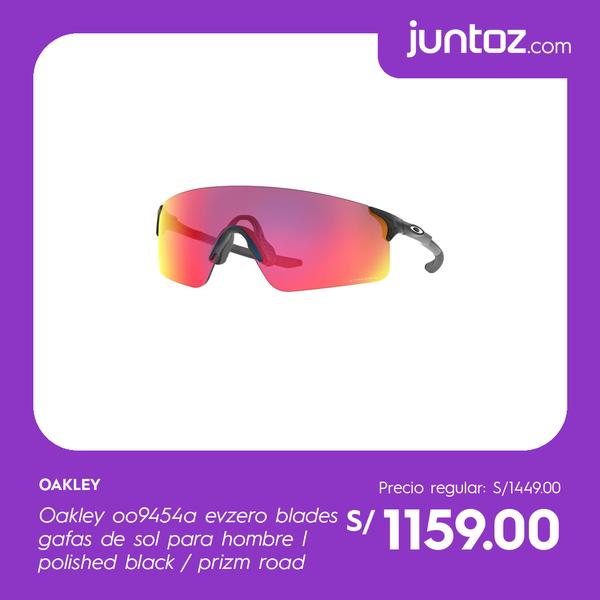 juntoz.com
OAKLEY
Oakley oo9454a evzero blades
gafas de sol para hombre |
polished black / prizm road
Precio regular: S/1449.00
S/ 1159.00